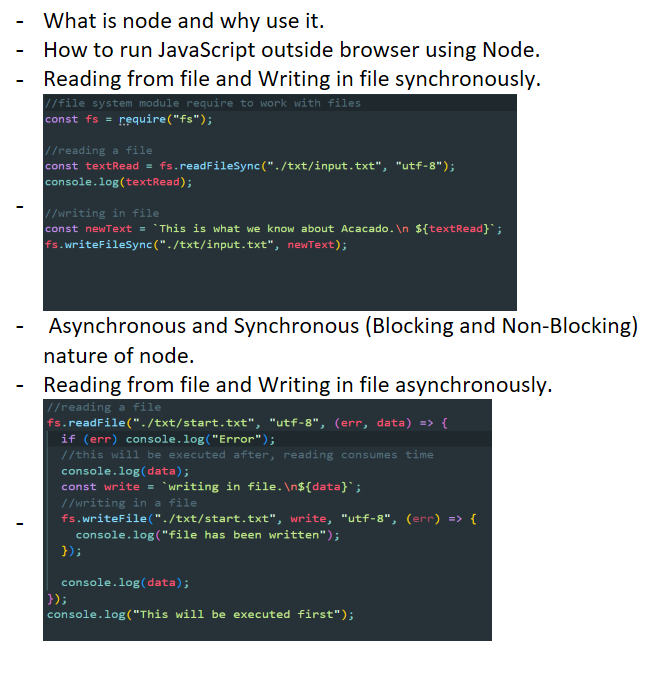 - What is node and why use it.
- How to run JavaScript outside browser using Node.
- Reading from file and Writing in file synchronously.
//file system module require to work with files
const fs = require("fs");
//reading a file
const textRead = fs.readFileSync("./txt/input.txt", "utf-8");
console.log(textRead);
-
//writing in file
const newText = `This is what we know about Acacado.\n ${textRead}`;
fs.writeFileSync("./txt/input.txt", newText);
- Asynchronous and Synchronous (Blocking and Non-Blocking)
nature of node.
- Reading from file and Writing in file asynchronously.
//reading a file
fs.readFile("./txt/start.txt", "utf-8", (err, data) => {
if (err) console.log("Error");
//this will be executed after, reading consumes time
console.log(data);
const write = `writing in file.\n${data}`;
//writing in a file
- fs.writeFile("./txt/start.txt", write, "utf-8", (err) => {
console.log("file has been written");
});
console.log(data);
});
console.log("This will be executed first");